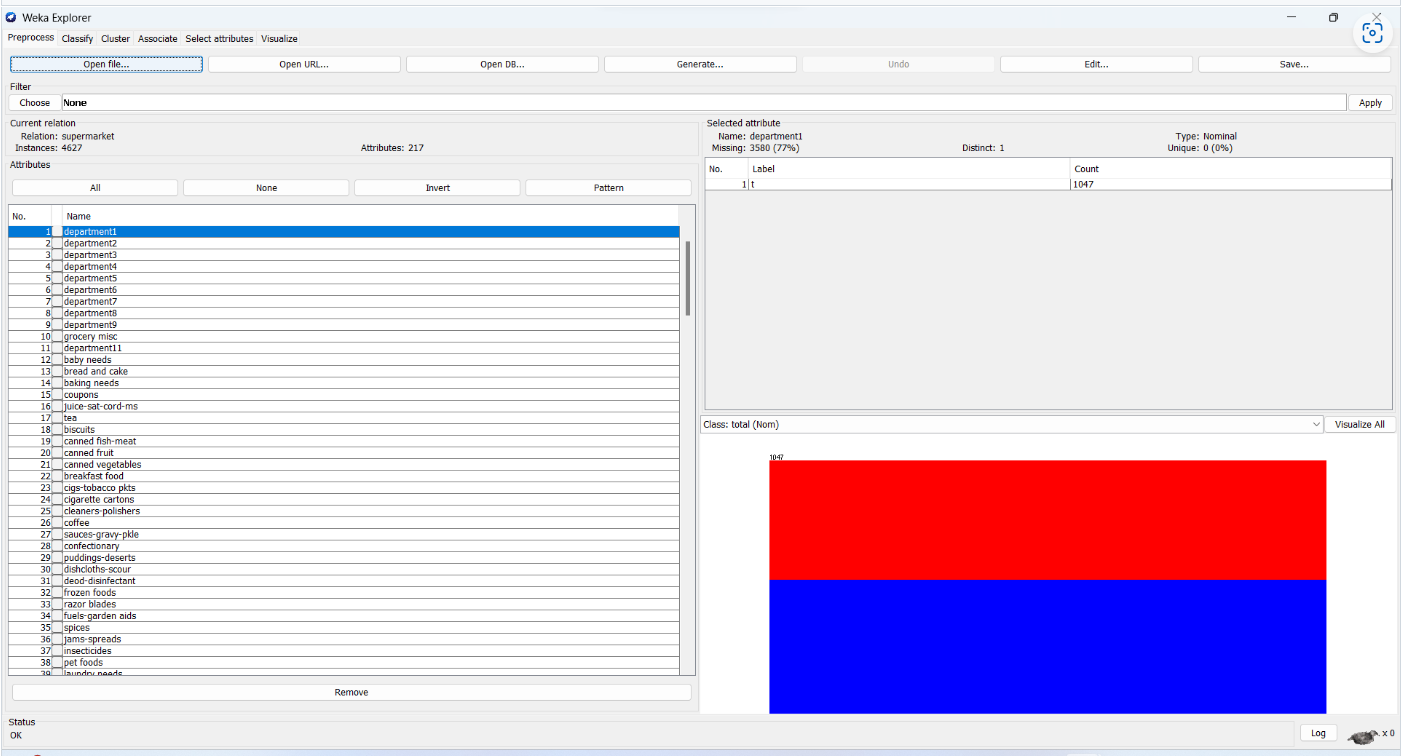 Weka Explorer
Preprocess Classify Cluster Associate Select attributes Visualize
Open file... Open URL... Open DB... Generate... Undo Edit... Save...
Filter
Choose None Apply
Current relation
Relation: supermarket
Instances: 4627 Attributes: 217
Attributes
All None Invert Pattern
No. Name
1 department1
2 department2
3 department3
4 department4
5 department5
6 department6
7 department7
8 department8
9 department9
10 grocery misc
11 department11
12 baby needs
13 bread and cake
14 baking needs
15 coupons
16 juice-sat-cord-ms
17 tea
18 biscuits
19 canned fish-meat
20 canned fruit
21 canned vegetables
22 breakfast food
23 cigs-tobacco pkts
24 cigarette cartons
25 cleaners-polishers
26 coffee
27 sauces-gravy-pkle
28 confectionary
29 puddings-deserts
30 dishcloths-scour
31 deod-disinfectant
32 frozen foods
33 razor blades
34 fuels-garden aids
35 spices
36 jams-spreads
37 insecticides
38 pet foods
39 laundry needs
Remove
Selected attribute
Name: department1 Type: Nominal
Missing: 3580 (77%) Distinct: 1 Unique: 0 (0%)
No. Label Count
1 t 1047
Class: total (Nom) Visualize All
1047
Status
OK
Log x 0